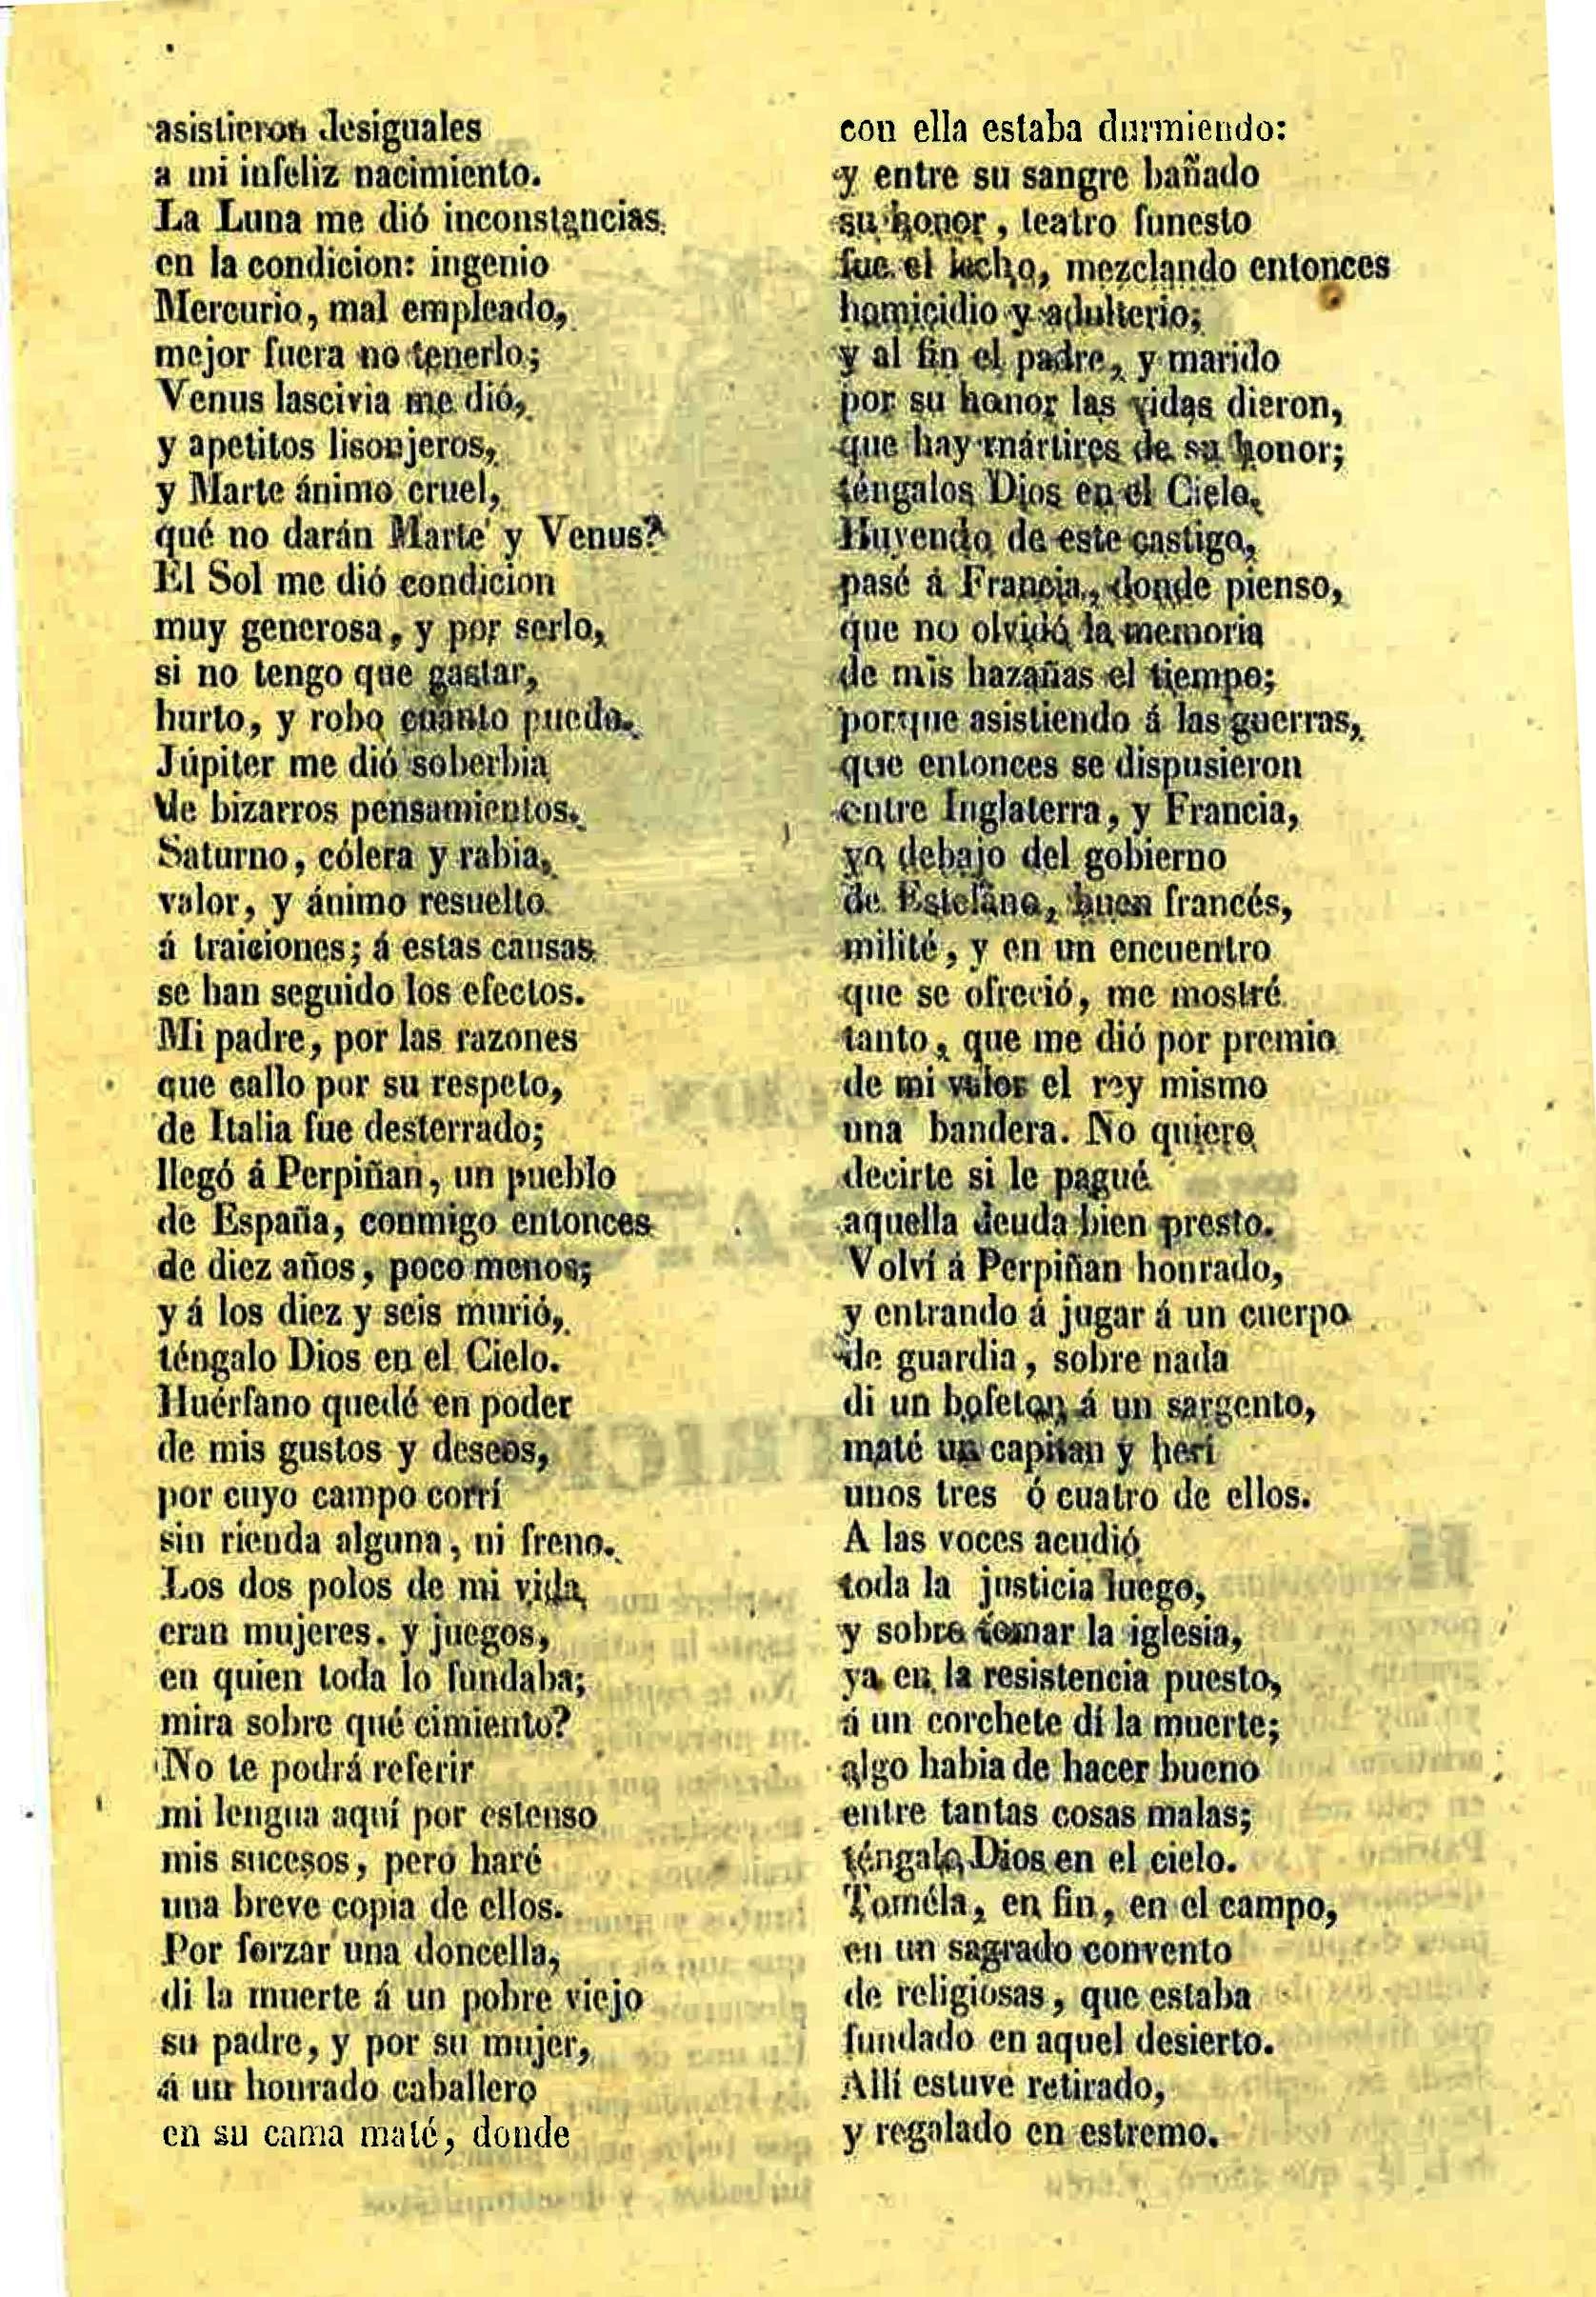 asistieron desiguales
a mi infeliz nacimiento.
La Luna me dió inconstancias
en la condicion: ingenio
Mercurio, mal empleado,
mejor fuera no tenerlo;
Venus lascivia me dió,
y apetitos lisonjeros,
y Marte ánimo cruel,
qué no darán Marte y Venus?
El Sol me dió condicion
muy generosa, y por serlo,
si no tengo que gastar,
hurto, y robo cuanto puedo.
Júpiter me dió soberbia
de bizarros pensamientos.
Saturno, cólera y rabia,
valor, y ánimo resuelto
á traiciones; á estas causas
se han seguido los efectos.
Mi padre, por las razones
que callo por su respeto,
de Italia fue desterrado;
llegó á Perpiñan, un pueblo
de España, conmigo entonces
de diez años, poco menos;
y á los diez y seis murió,
téngalo Dios en el Cielo.
Huérfano quedé en poder
de mis gustos y deseos,
por cuyo campo corrí
sin rienda alguna, ni freno.
Los dos polos de mi vida
eran mujeres, y juegos,
en quien toda lo fundaba;
mira sobre qué cimiento?
No te podrá referir
mi lengua aquí por estenso
mis sucesos, pero haré
una breve copia de ellos.
Por forzar una doncella,
di la muerte á un pobre viejo
su padre, y por su mujer,
á un honrado caballero
en su cama maté, donde
con ella estaba durmiendo:
y entre su sangre bañado
su honor, teatro funesto
fue el lecho, mezclando entonces
homicidio y adulterio;
y al fin el padre, y marido
por su honor las vidas dieron,
que hay mártires de su honor;
téngalos Dios en el Cielo.
Huyendo de este castigo,
pasé á Francia, donde pienso,
que no olvidó la memoria
de mis hazañas el tiempo;
porque asistiendo á las guerras,
que entonces se dispusieron
entre Inglaterra, y Francia,
yo debajo del gobierno
de Estefano, buen francés,
milité, y en un encuentro
que se ofreció, me mostré
tanto, que me dió por premio
de mi valor el rey mismo
una bandera. No quiero
decirte si le pagué
aquella deuda bien presto.
Volví á Perpiñan honrado,
y entrando á jugar á un cuerpo
de guardia, sobre nada
di un bofeton á un sargento,
maté un capitan y herí
unos tres ó cuatro de ellos.
A las voces acudió
toda la justicia luego,
y sobre tomar la iglesia,
ya en la resistencia puesto,
á un corchete dí la muerte;
algo habia de hacer bueno
entre tantas cosas malas;
téngalo Dios en el cielo.
Toméla, en fin, en el campo,
en un sagrado convento
de religiosas, que estaba
fundado en aquel desierto.
Allí estuve retirado,
y regalado en estremo.